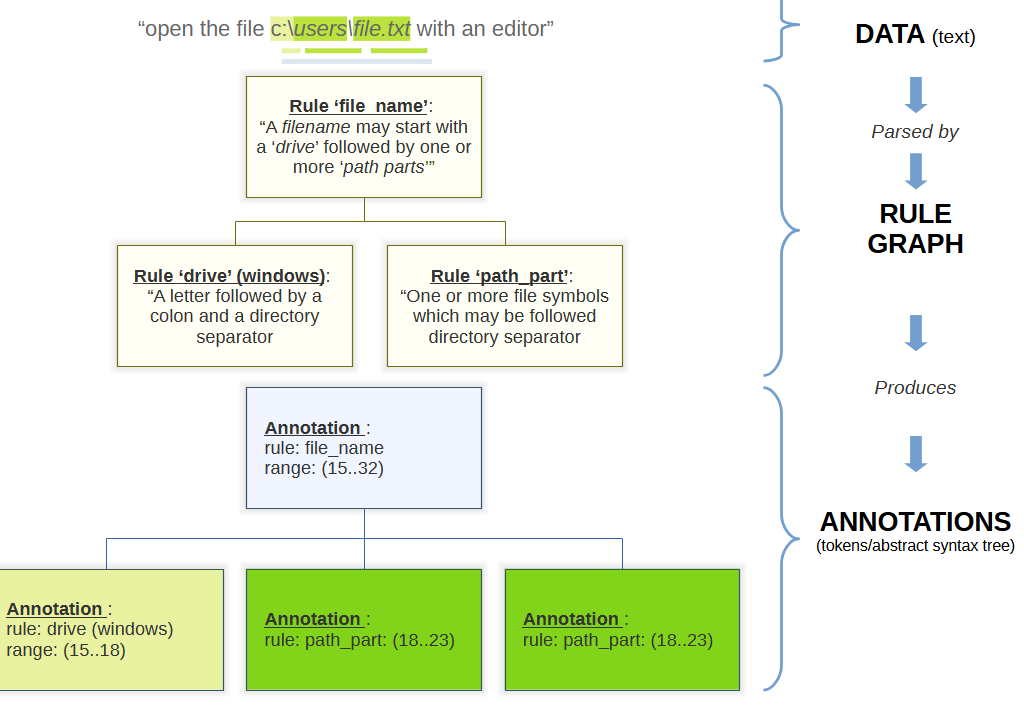 “open the file c:\users\file.txt with an editor”
DATA (text)
Parsed by
RULE
GRAPH
Produces
ANNOTATIONS
(tokens/abstract syntax tree)
Rule ‘file_name’:
“A filename may start with
a ‘drive’ followed by one or
more ‘path parts’”
Rule ‘drive’ (windows):
“A letter followed by a
colon and a directory
separator
Rule ‘path_part’:
“One or more file symbols
which may be followed
directory separator
Annotation :
rule: file_name
range: (15..32)
Annotation :
rule: drive (windows)
range: (15..18)
Annotation :
rule: path_part: (18..23)
Annotation :
rule: path_part: (18..23)